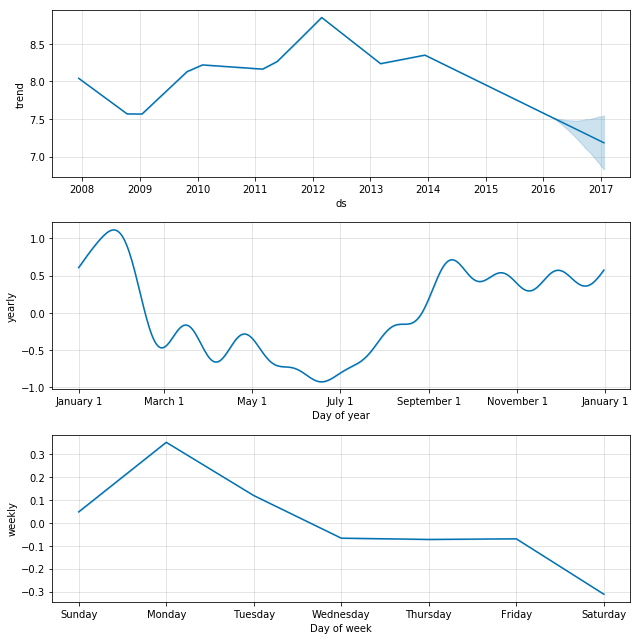 8.5
8.0
7.5
7.0
trend
2008 2009 2010 2011 2012 2013 2014 2015 2016 2017
ds
1.0
0.5
0.0
−0.5
−1.0
yearly
January 1 March 1 May 1 July 1 September 1 November 1 January 1
Day of year
0.3
0.2
0.1
0.0
−0.1
−0.2
−0.3
weekly
Sunday Monday Tuesday Wednesday Thursday Friday Saturday
Day of week